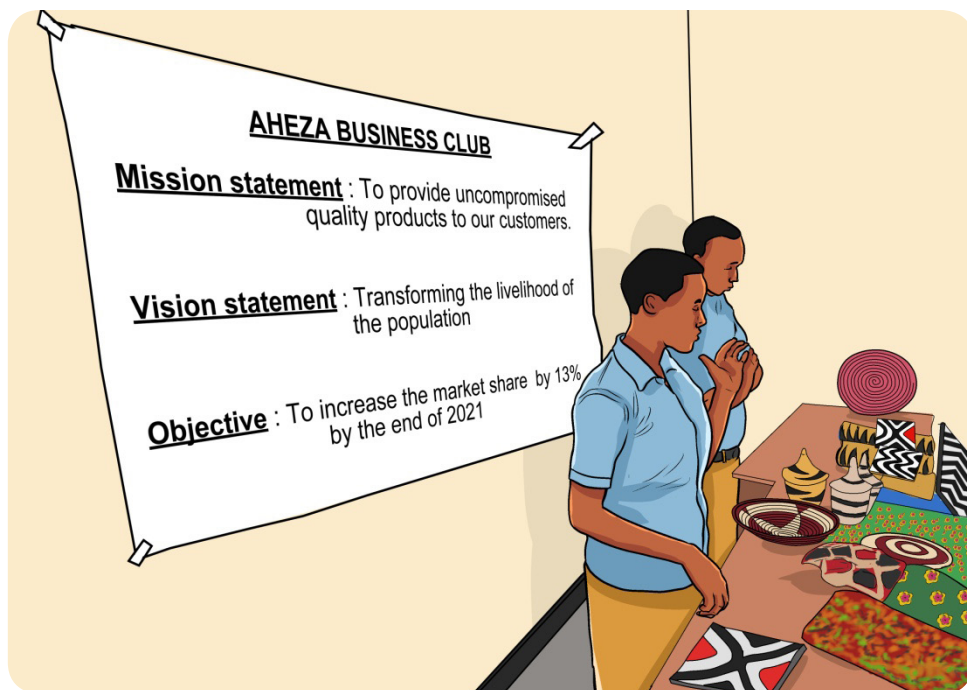 AHEZA BUSINESS CLUB
Mission statement : To provide uncompromised
quality products to our customers.
Vision statement : Transforming the livelihood of
the population
Objective : To increase the market share by 13%
by the end of 2021